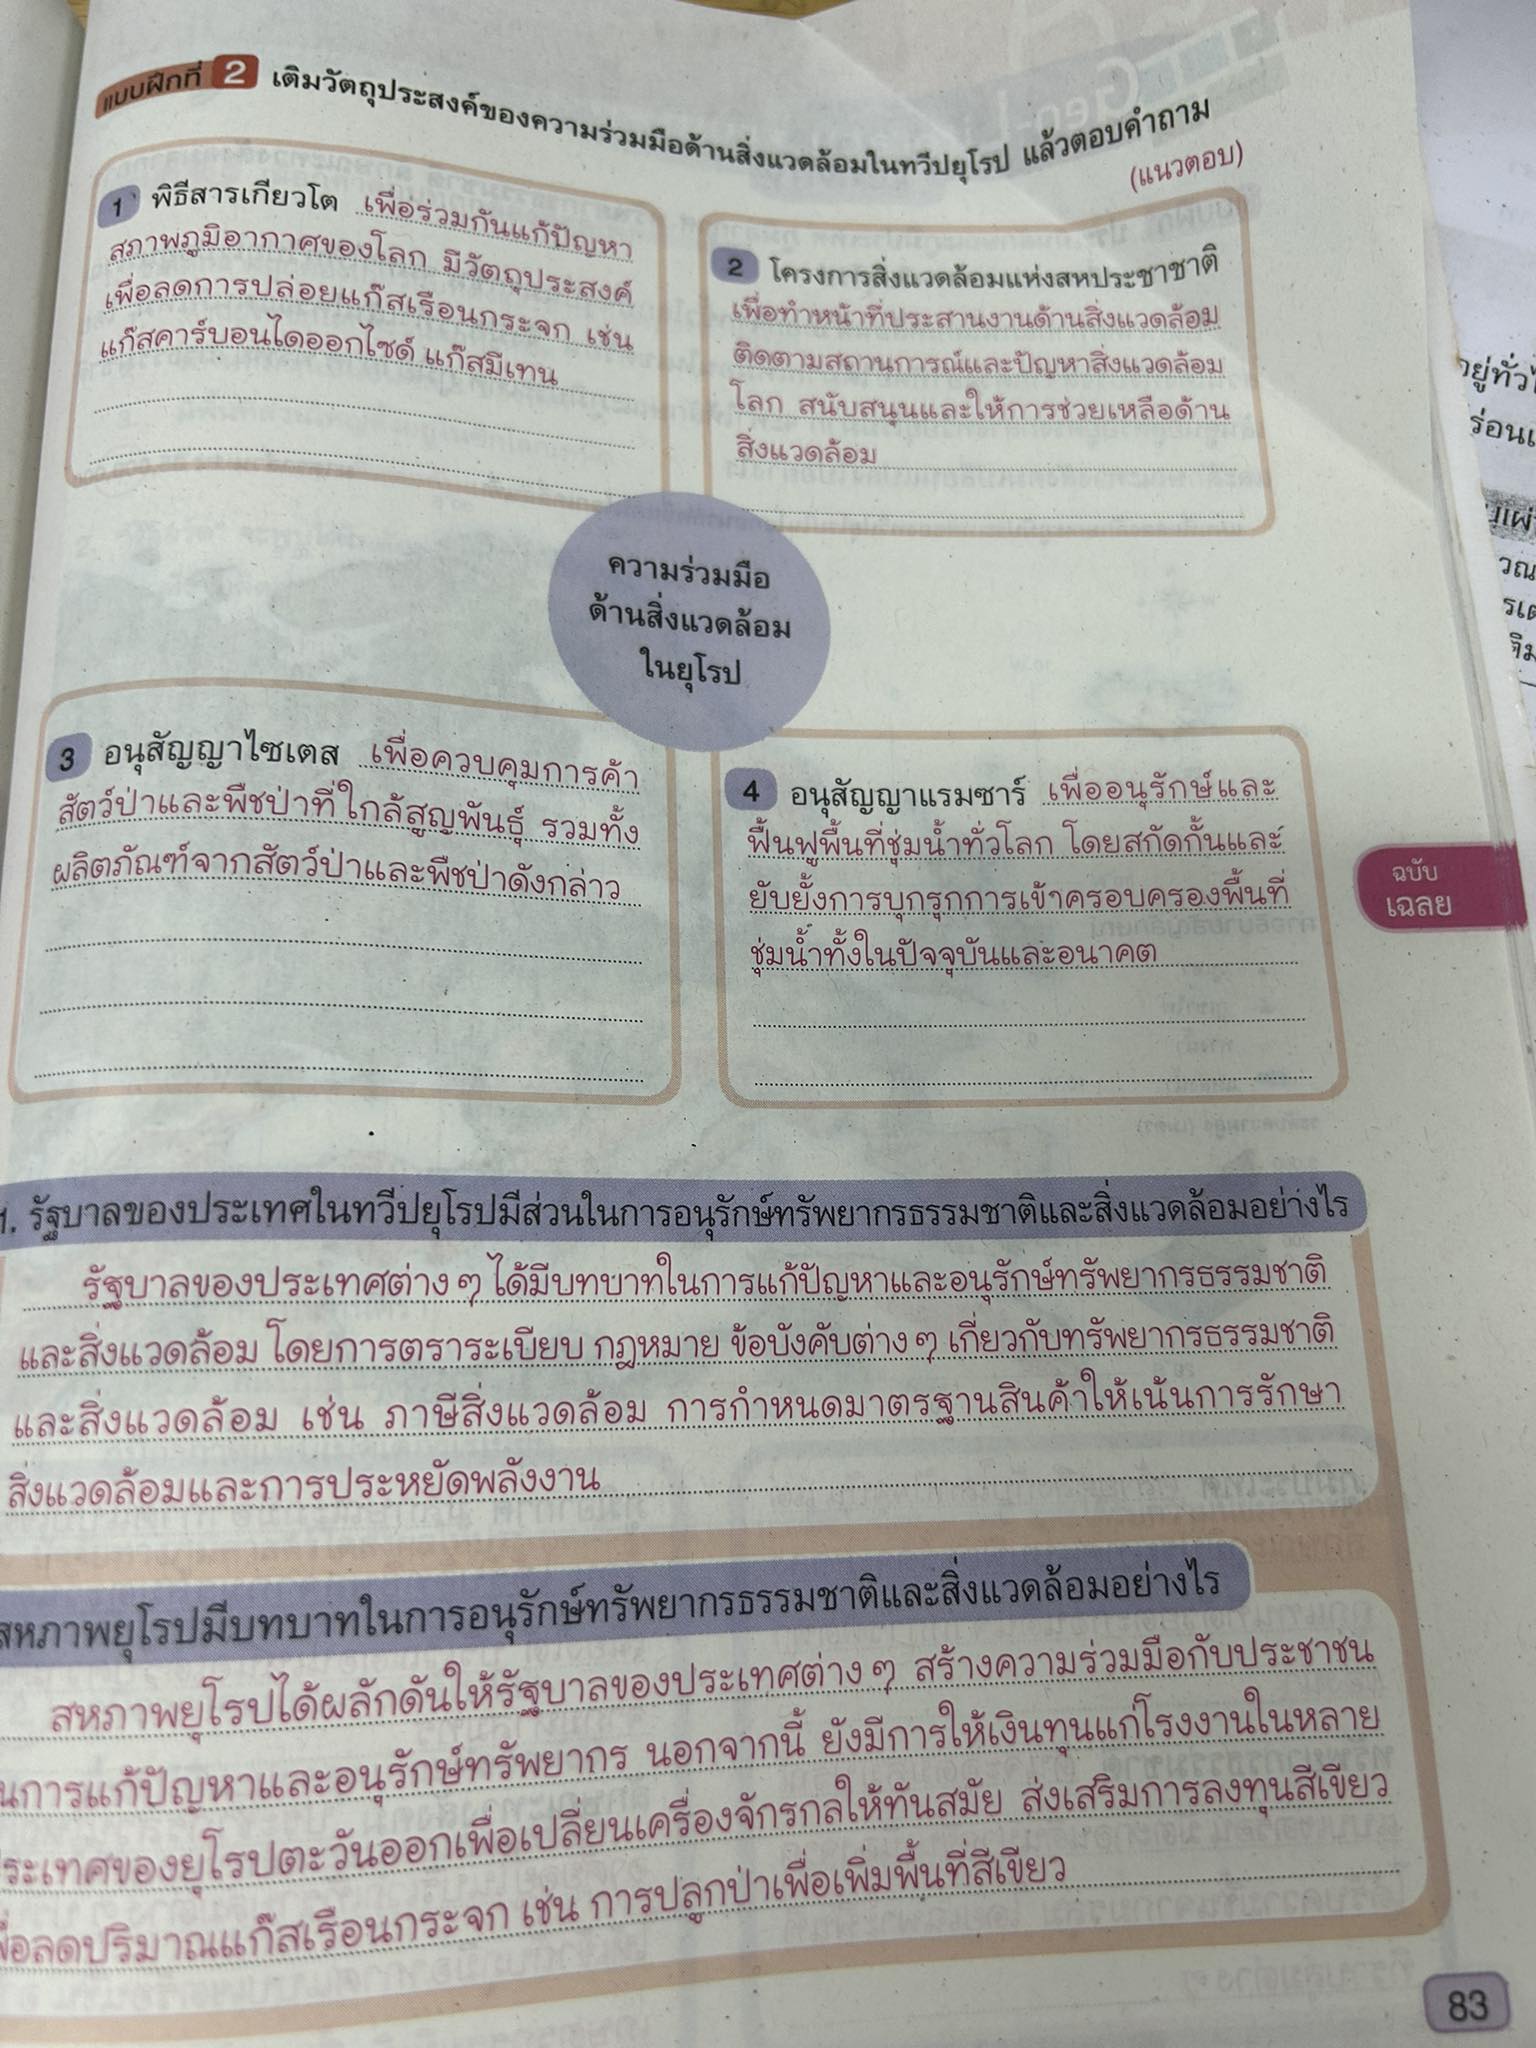 แบบฝึกที่ 2 เติมวัตถุประสงค์ของความร่วมมือด้านสิ่งแวดล้อมในทวีปยุโรป แล้วตอบคำถาม
(แนวตอบ)
1 พิธีสารเกียวโต เพื่อร่วมกันแก้ปัญหา
สภาพภูมิอากาศของโลก มีวัตถุประสงค์
เพื่อลดการปล่อยแก๊สเรือนกระจก เช่น
แก๊สคาร์บอนไดออกไซด์ แก๊สมีเทน
2 โครงการสิ่งแวดล้อมแห่งสหประชาชาติ
เพื่อทำหน้าที่ประสานงานด้านสิ่งแวดล้อม
ติดตามสถานการณ์และปัญหาสิ่งแวดล้อม
โลก สนับสนุนและให้การช่วยเหลือด้าน
สิ่งแวดล้อม
ความร่วมมือ
ด้านสิ่งแวดล้อม
ในยุโรป
3 อนุสัญญาไซเตส เพื่อควบคุมการค้า
สัตว์ป่าและพืชป่าที่ใกล้สูญพันธุ์ รวมทั้ง
ผลิตภัณฑ์จากสัตว์ป่าและพืชป่าดังกล่าว
4 อนุสัญญาแรมซาร์ เพื่ออนุรักษ์และ
ฟื้นฟูพื้นที่ชุ่มน้ำทั่วโลก โดยสกัดกั้นและ
ยับยั้งการบุกรุกการเข้าครอบครองพื้นที่
ชุ่มน้ำทั้งในปัจจุบันและอนาคต
ฉบับ
เฉลย
1. รัฐบาลของประเทศในทวีปยุโรปมีส่วนในการอนุรักษ์ทรัพยากรธรรมชาติและสิ่งแวดล้อมอย่างไร
รัฐบาลของประเทศต่าง ๆ ได้มีบทบาทในการแก้ปัญหาและอนุรักษ์ทรัพยากรธรรมชาติ
และสิ่งแวดล้อม โดยการตราระเบียบ กฎหมาย ข้อบังคับต่าง ๆ เกี่ยวกับทรัพยากรธรรมชาติ
และสิ่งแวดล้อม เช่น ภาษีสิ่งแวดล้อม การกำหนดมาตรฐานสินค้าให้เน้นการรักษา
สิ่งแวดล้อมและการประหยัดพลังงาน
สหภาพยุโรปมีบทบาทในการอนุรักษ์ทรัพยากรธรรมชาติและสิ่งแวดล้อมอย่างไร
สหภาพยุโรปได้ผลักดันให้รัฐบาลของประเทศต่าง ๆ สร้างความร่วมมือกับประชาชน
ในการแก้ปัญหาและอนุรักษ์ทรัพยากร นอกจากนี้ ยังมีการให้เงินทุนแก่โรงงานในหลาย
ประเทศของยุโรปตะวันออกเพื่อเปลี่ยนเครื่องจักรกลให้ทันสมัย ส่งเสริมการลงทุนสีเขียว
เพื่อลดปริมาณแก๊สเรือนกระจก เช่น การปลูกป่าเพื่อเพิ่มพื้นที่สีเขียว
83